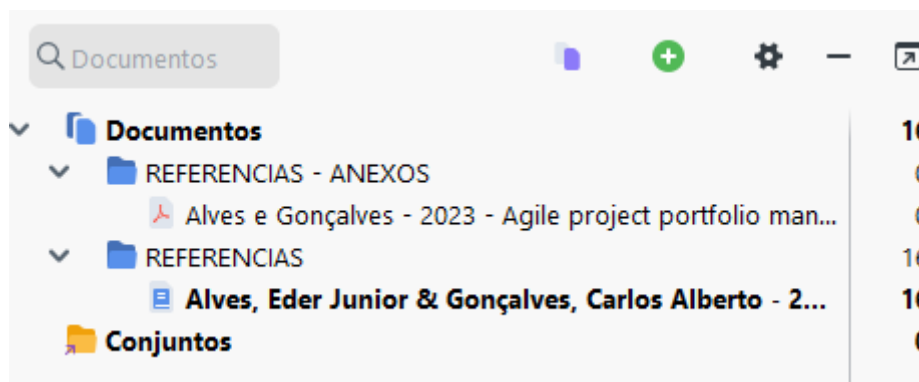 Documentos
Documentos
REFERENCIAS - ANEXOS
Alves e Gonçalves - 2023 - Agile project portfolio man...
REFERENCIAS
Alves, Eder Junior & Gonçalves, Carlos Alberto - 2...
Conjuntos